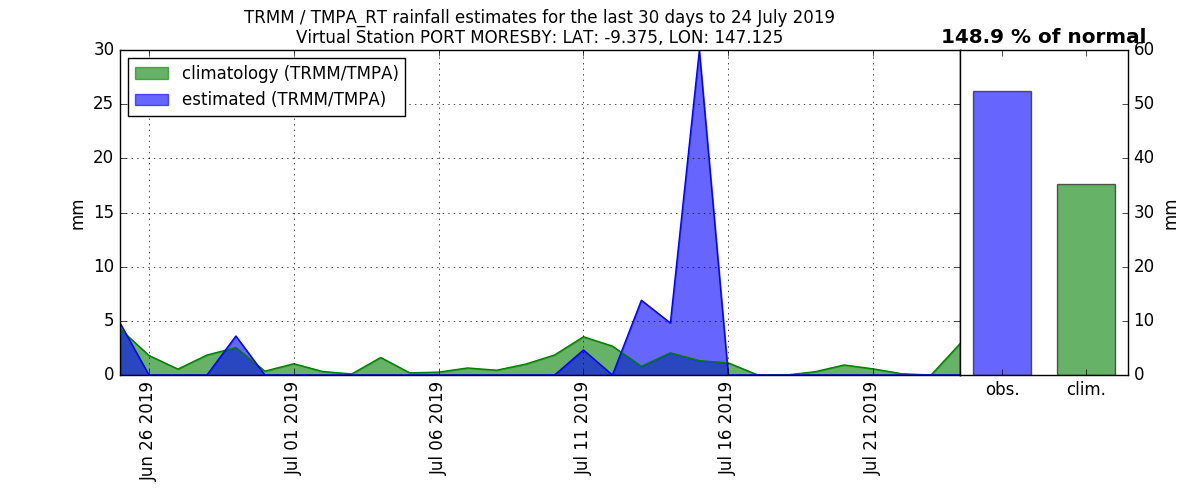 TRMM / TMPA_RT rainfall estimates for the last 30 days to 24 July 2019
Virtual Station PORT MORESBY: LAT: -9.375, LON: 147.125
148.9 % of normal
climatology (TRMM/TMPA)
estimated (TRMM/TMPA)
30
25
20
15
10
5
0
mm
Jun 26 2019
Jul 01 2019
Jul 06 2019
Jul 11 2019
Jul 16 2019
Jul 21 2019
60
50
40
30
20
10
0
mm
obs.
clim.